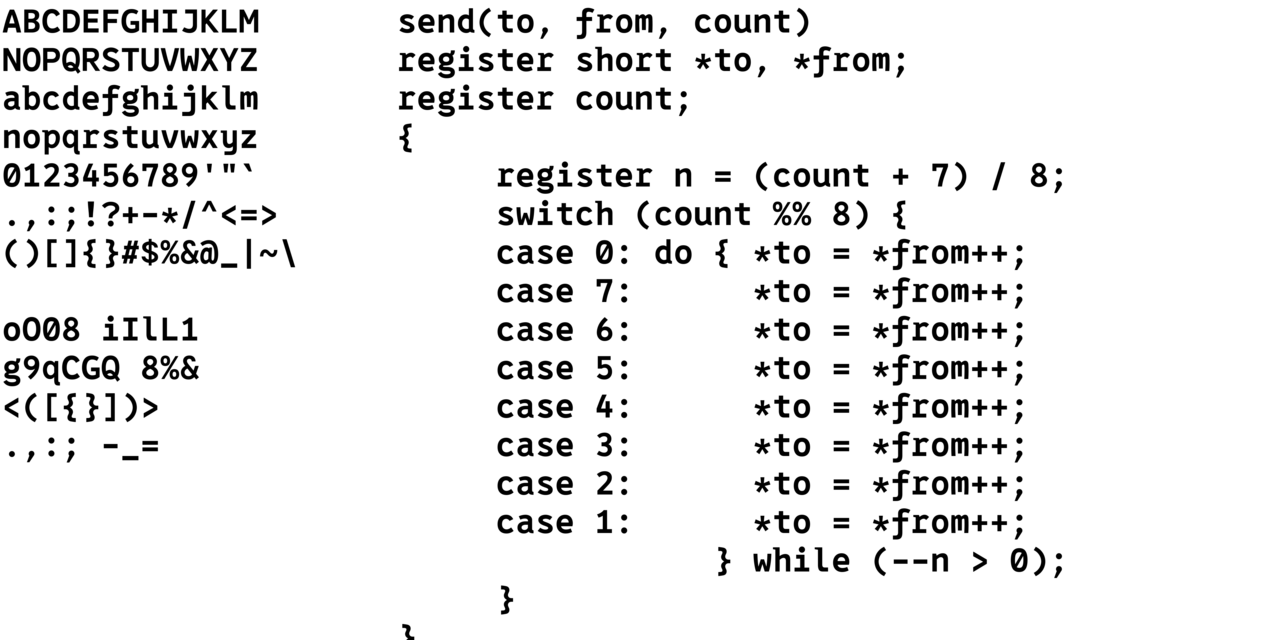 ABCDEFGHIJKLM
NOPQRSTUVWXYZ
abcdefghijklm
nopqrstuvwxyz
0123456789'"`
.,:;!?+-*/^<=>
()[]{}#$%&@_|~\
oO08 iIlL1
g9qCGQ 8%&
<([{}])>
.,:; -_=
send(to, from, count)
register short *to, *from;
register count;
{
    register n = (count + 7) / 8;
    switch (count %% 8) {
    case 0: do { *to = *from++;
    case 7:      *to = *from++;
    case 6:      *to = *from++;
    case 5:      *to = *from++;
    case 4:      *to = *from++;
    case 3:      *to = *from++;
    case 2:      *to = *from++;
    case 1:      *to = *from++;
               } while (--n > 0);
    }
}